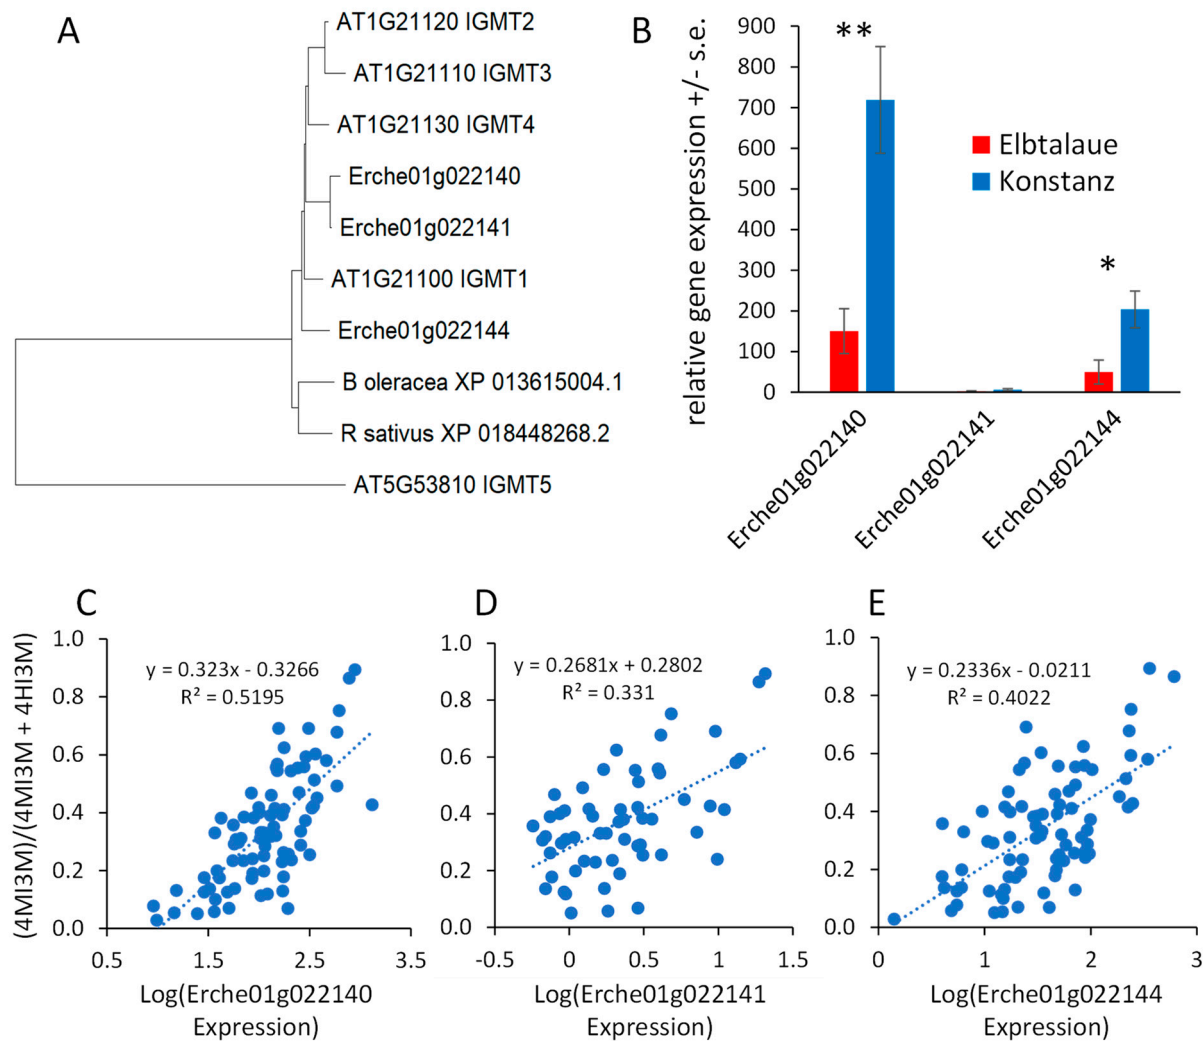 A
AT1G21120 IGMT2
AT1G21110 IGMT3
AT1G21130 IGMT4
Erche01g022140
Erche01g022141
AT1G21100 IGMT1
Erche01g022144
B oleracea XP 013615004.1
R sativus XP 018448268.2
AT5G53810 IGMT5
B
relative gene expression +/- s.e.
900
800
700
600
500
400
300
200
100
0
**
*
Elbtalaue
Konstanz
Erche01g022140
Erche01g022141
Erche01g022144
C
(4MI3M)/(4MI3M + 4HI3M)
1.0
0.8
0.6
0.4
0.2
0.0
y = 0.323x - 0.3266
R² = 0.5195
0.5
1.5
2.5
3.5
Log(Erche01g022140
Expression)
D
1.0
0.8
0.6
0.4
0.2
0.0
y = 0.2681x + 0.2802
R² = 0.331
-0.5
0
0.5
1
1.5
Log(Erche01g022141
Expression)
E
1.0
0.8
0.6
0.4
0.2
0.0
y = 0.2336x - 0.0211
R² = 0.4022
0
1
2
3
Log(Erche01g022144
Expression)